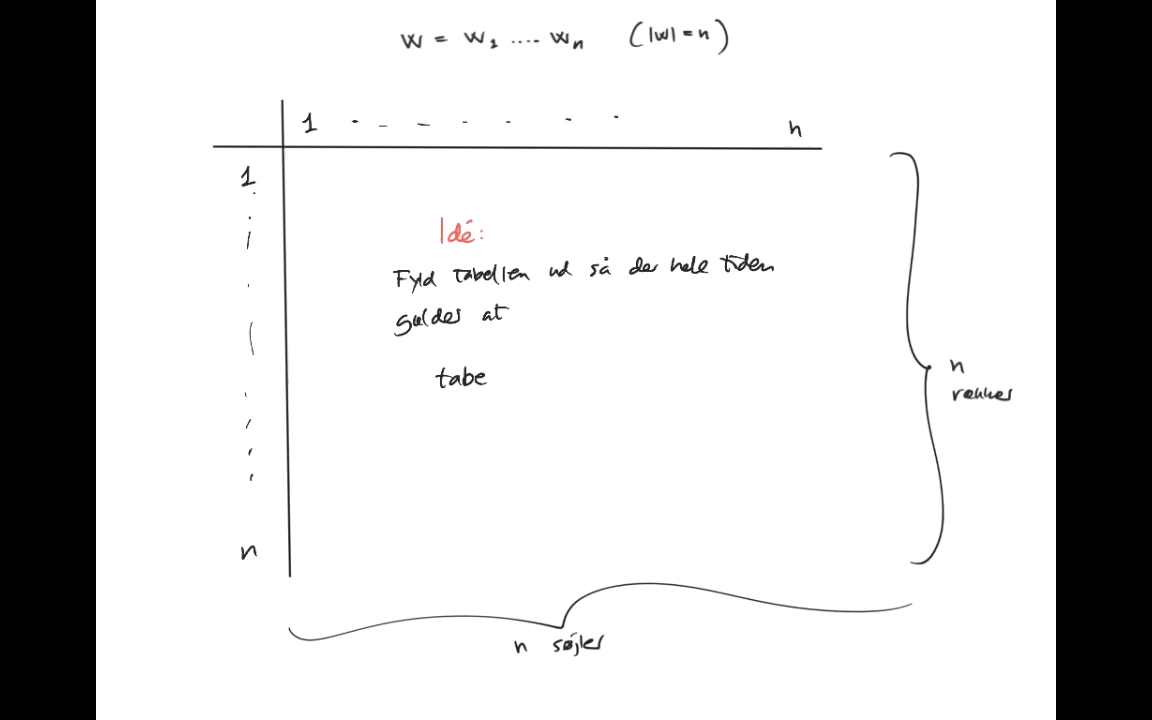 w = w₁ .... wₙ (|w| = n)
1 n
1
Idé:
Fyld tabellen ud så der hele tiden
gælder at
tabe
n
rækker
n
n søjler